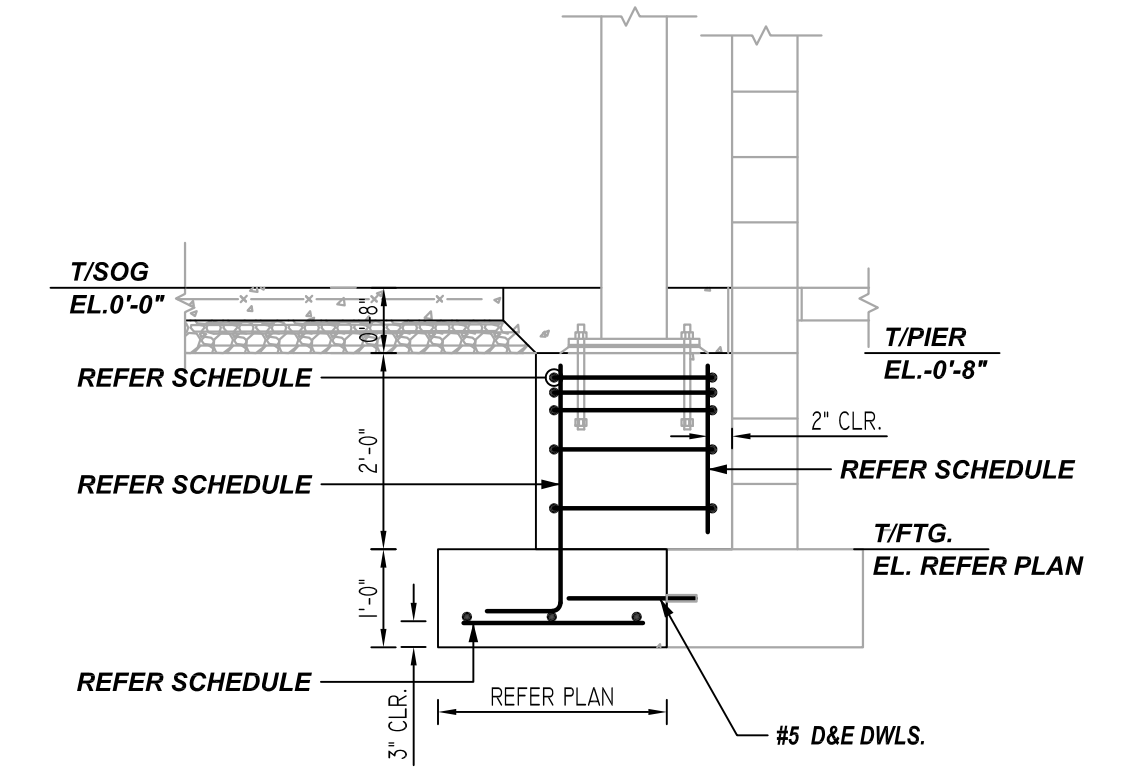 T/SOG
EL.0'-0"
0'-8"
T/PIER
EL.-0'-8"
REFER SCHEDULE
2" CLR.
2'-0"
REFER SCHEDULE
REFER SCHEDULE
T/FTG.
EL. REFER PLAN
1'-0"
REFER SCHEDULE
3" CLR.
REFER PLAN
#5 D&E DWLS.